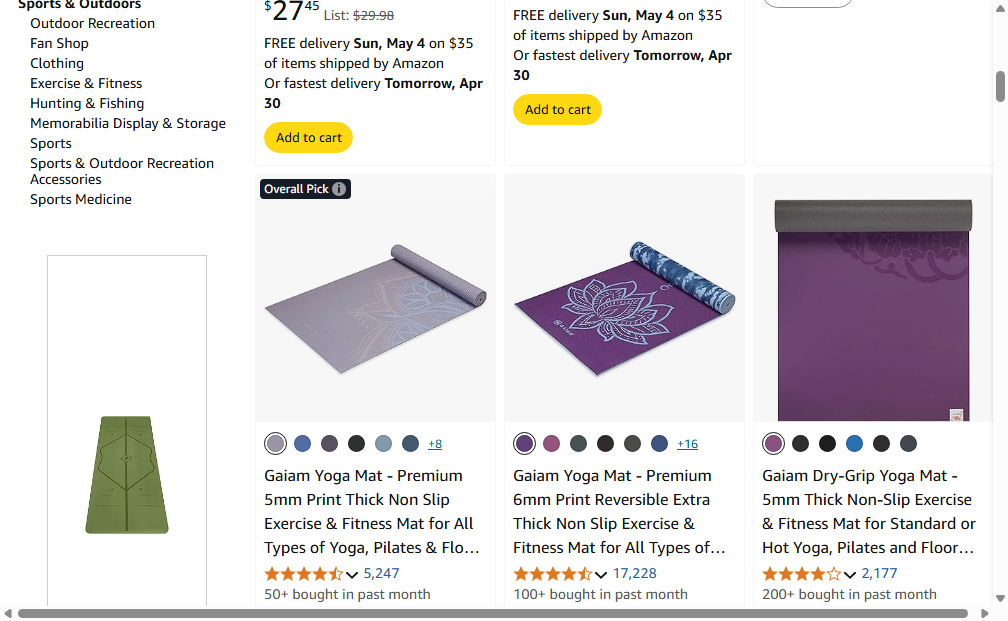 Sports & Outdoors
Outdoor Recreation
Fan Shop
Clothing
Exercise & Fitness
Hunting & Fishing
Memorabilia Display & Storage
Sports
Sports & Outdoor Recreation
Accessories
Sports Medicine
$27.45 List: $29.98
FREE delivery Sun, May 4 on $35
of items shipped by Amazon
Or fastest delivery Tomorrow, Apr
30
Add to cart
FREE delivery Sun, May 4 on $35
of items shipped by Amazon
Or fastest delivery Tomorrow, Apr
30
Add to cart
Overall Pick
+8
Gaiam Yoga Mat - Premium
5mm Print Thick Non Slip
Exercise & Fitness Mat for All
Types of Yoga, Pilates & Flo...
5,247
50+ bought in past month
+16
Gaiam Yoga Mat - Premium
6mm Print Reversible Extra
Thick Non Slip Exercise &
Fitness Mat for All Types of...
17,228
100+ bought in past month
Gaiam Dry-Grip Yoga Mat -
5mm Thick Non-Slip Exercise
& Fitness Mat for Standard or
Hot Yoga, Pilates and Floor...
2,177
200+ bought in past month